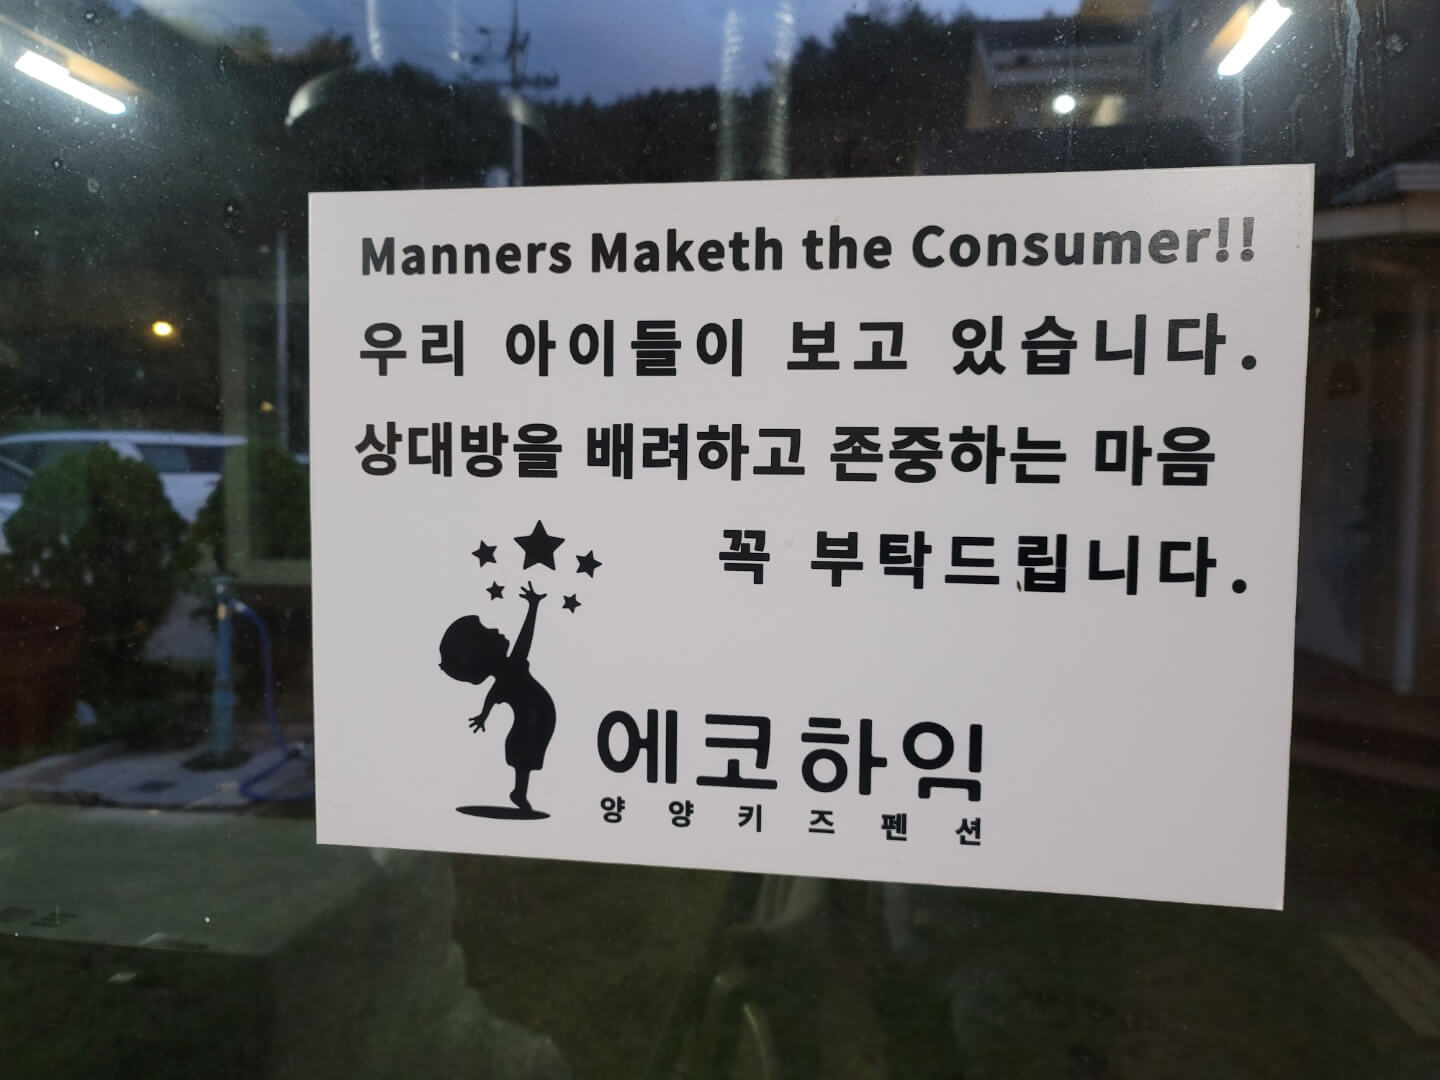 Manners Maketh the Consumer!!
우리 아이들이 보고 있습니다.
상대방을 배려하고 존중하는 마음
꼭 부탁드립니다.
에코하임
양양키즈펜션